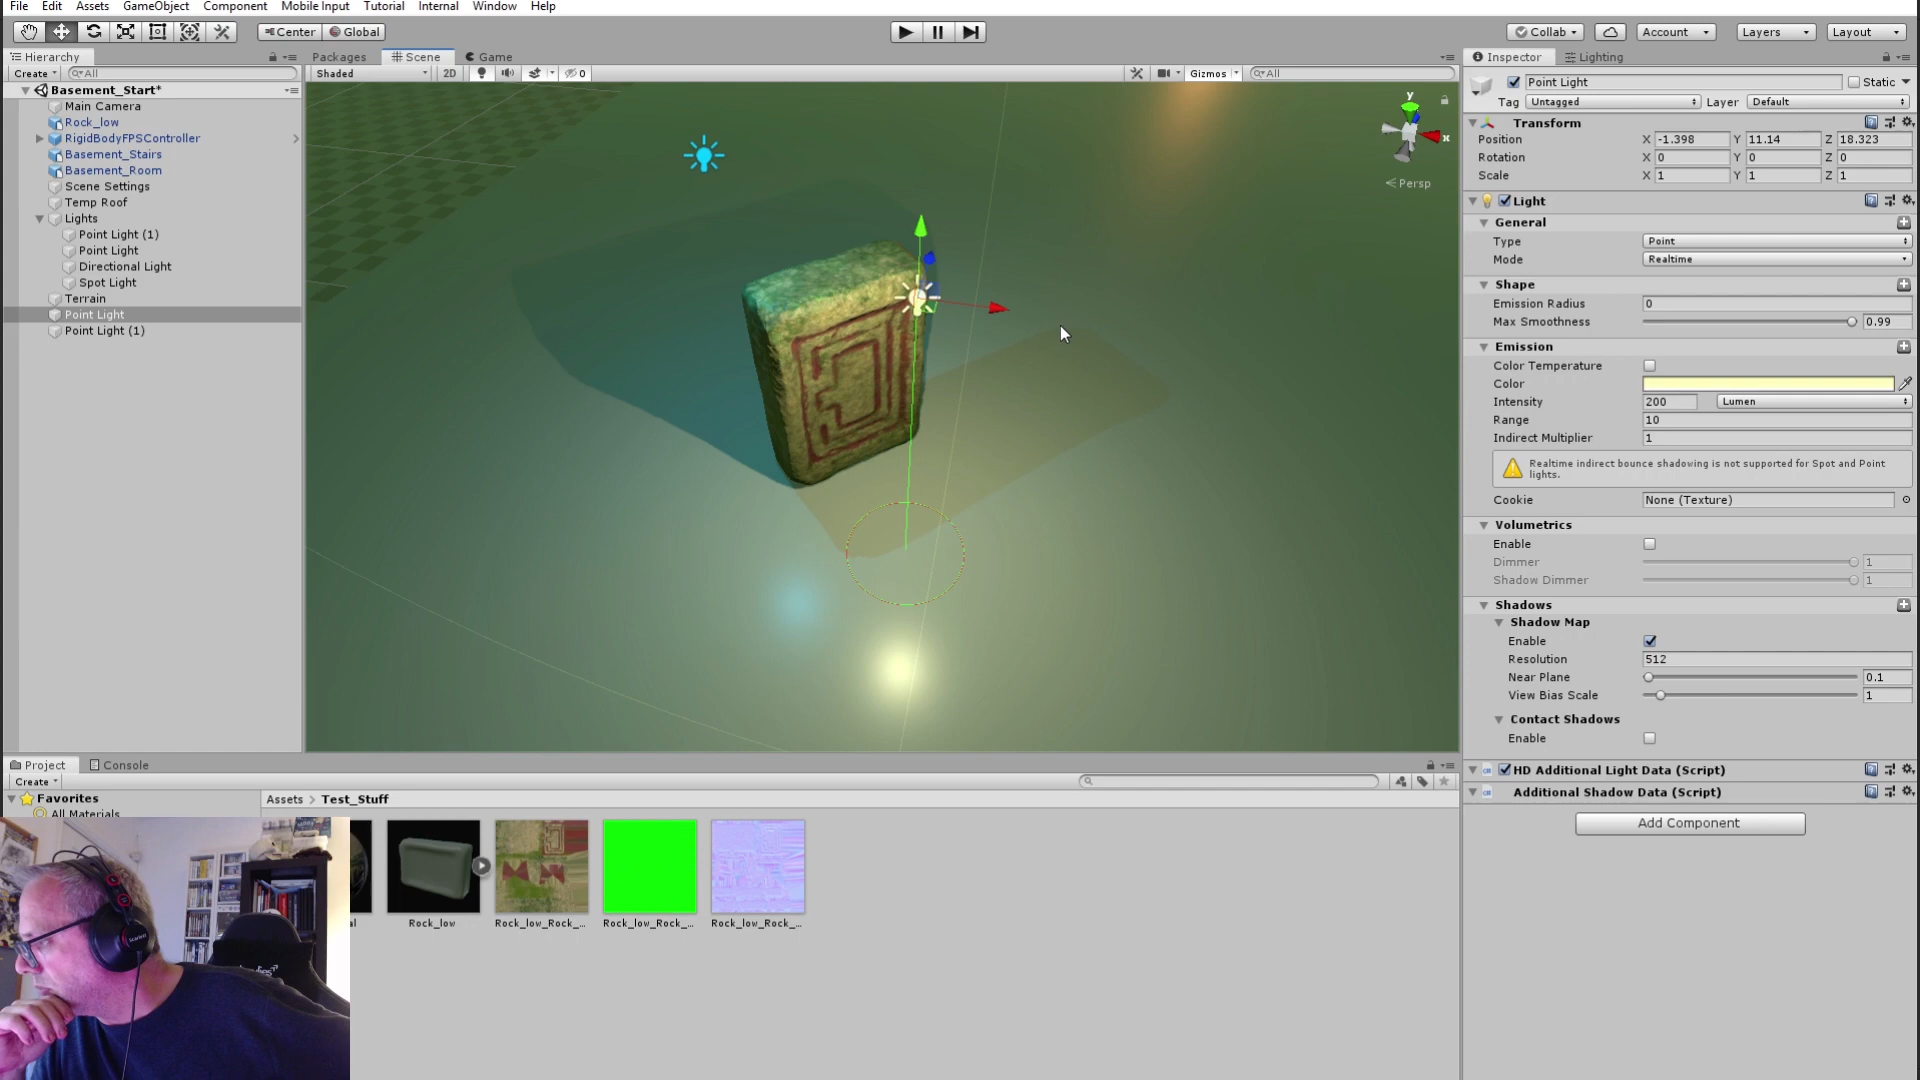 File Edit Assets GameObject Component Mobile Input Tutorial Internal Window Help
Center Global Collab Account Layers Layout
Hierarchy Packages Scene Game Inspector Lighting
Create All Shaded 2D 0 Gizmos All
Basement_Start*
Main Camera
Rock_low
RigidBodyFPSController
Basement_Stairs
Basement_Room
Scene Settings
Temp Roof
Lights
Point Light (1)
Point Light
Directional Light
Spot Light
Terrain
Point Light
Point Light (1)
y
x
Persp
Point Light Static
Tag Untagged Layer Default
Transform
Position X -1.398 Y 11.14 Z 18.323
Rotation X 0 Y 0 Z 0
Scale X 1 Y 1 Z 1
Light
General
Type Point
Mode Realtime
Shape
Emission Radius 0
Max Smoothness 0.99
Emission
Color Temperature
Color
Intensity 200 Lumen
Range 10
Indirect Multiplier 1
Realtime indirect bounce shadowing is not supported for Spot and Point
lights.
Cookie None (Texture)
Volumetrics
Enable
Dimmer 1
Shadow Dimmer 1
Shadows
Shadow Map
Enable
Resolution 512
Near Plane 0.1
View Bias Scale 1
Contact Shadows
Enable
HD Additional Light Data (Script)
Additional Shadow Data (Script)
Add Component
Project Console
Create
Favorites
All Materials
Assets > Test_Stuff
al Rock_low Rock_low_Rock_... Rock_low_Rock_... Rock_low_Rock_...